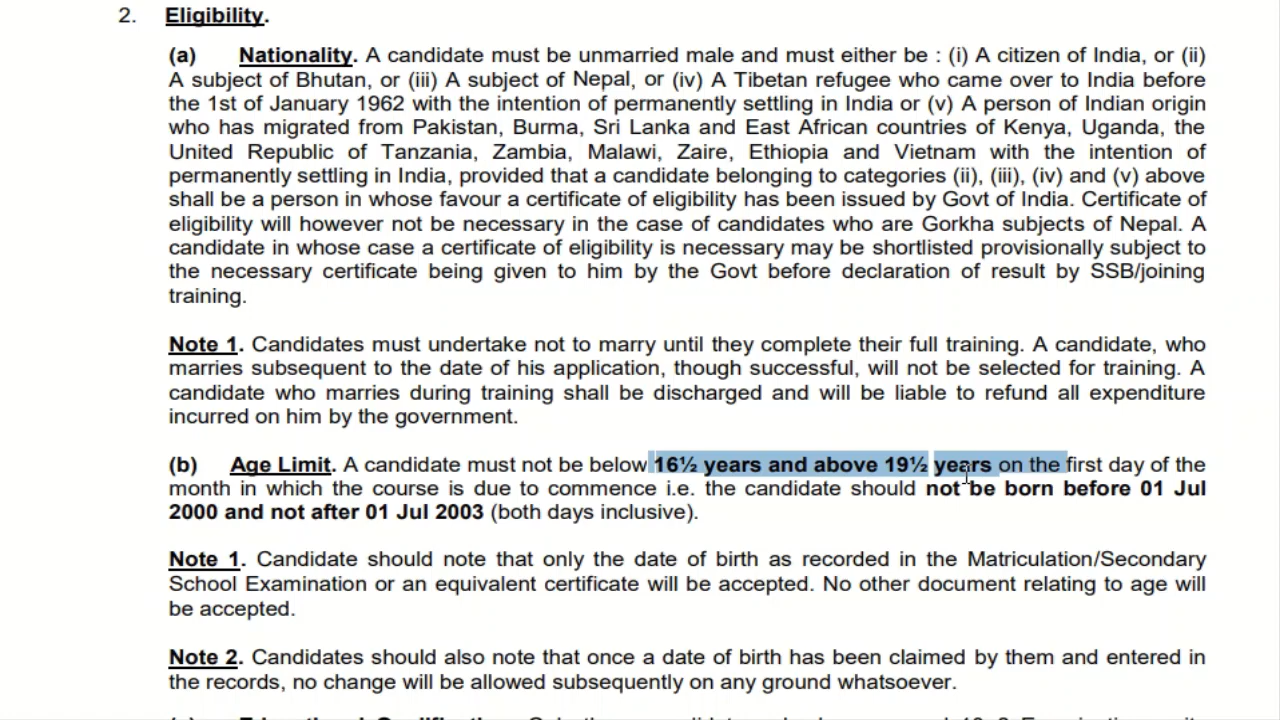 2. Eligibility.
(a) Nationality. A candidate must be unmarried male and must either be : (i) A citizen of India, or (ii)
A subject of Bhutan, or (iii) A subject of Nepal, or (iv) A Tibetan refugee who came over to India before
the 1st of January 1962 with the intention of permanently settling in India or (v) A person of Indian origin
who has migrated from Pakistan, Burma, Sri Lanka and East African countries of Kenya, Uganda, the
United Republic of Tanzania, Zambia, Malawi, Zaire, Ethiopia and Vietnam with the intention of
permanently settling in India, provided that a candidate belonging to categories (ii), (iii), (iv) and (v) above
shall be a person in whose favour a certificate of eligibility has been issued by Govt of India. Certificate of
eligibility will however not be necessary in the case of candidates who are Gorkha subjects of Nepal. A
candidate in whose case a certificate of eligibility is necessary may be shortlisted provisionally subject to
the necessary certificate being given to him by the Govt before declaration of result by SSB/joining
training.
Note 1. Candidates must undertake not to marry until they complete their full training. A candidate, who
marries subsequent to the date of his application, though successful, will not be selected for training. A
candidate who marries during training shall be discharged and will be liable to refund all expenditure
incurred on him by the government.
(b) Age Limit. A candidate must not be below 16½ years and above 19½ years on the first day of the
month in which the course is due to commence i.e. the candidate should not be born before 01 Jul
2000 and not after 01 Jul 2003 (both days inclusive).
Note 1. Candidate should note that only the date of birth as recorded in the Matriculation/Secondary
School Examination or an equivalent certificate will be accepted. No other document relating to age will
be accepted.
Note 2. Candidates should also note that once a date of birth has been claimed by them and entered in
the records, no change will be allowed subsequently on any ground whatsoever.